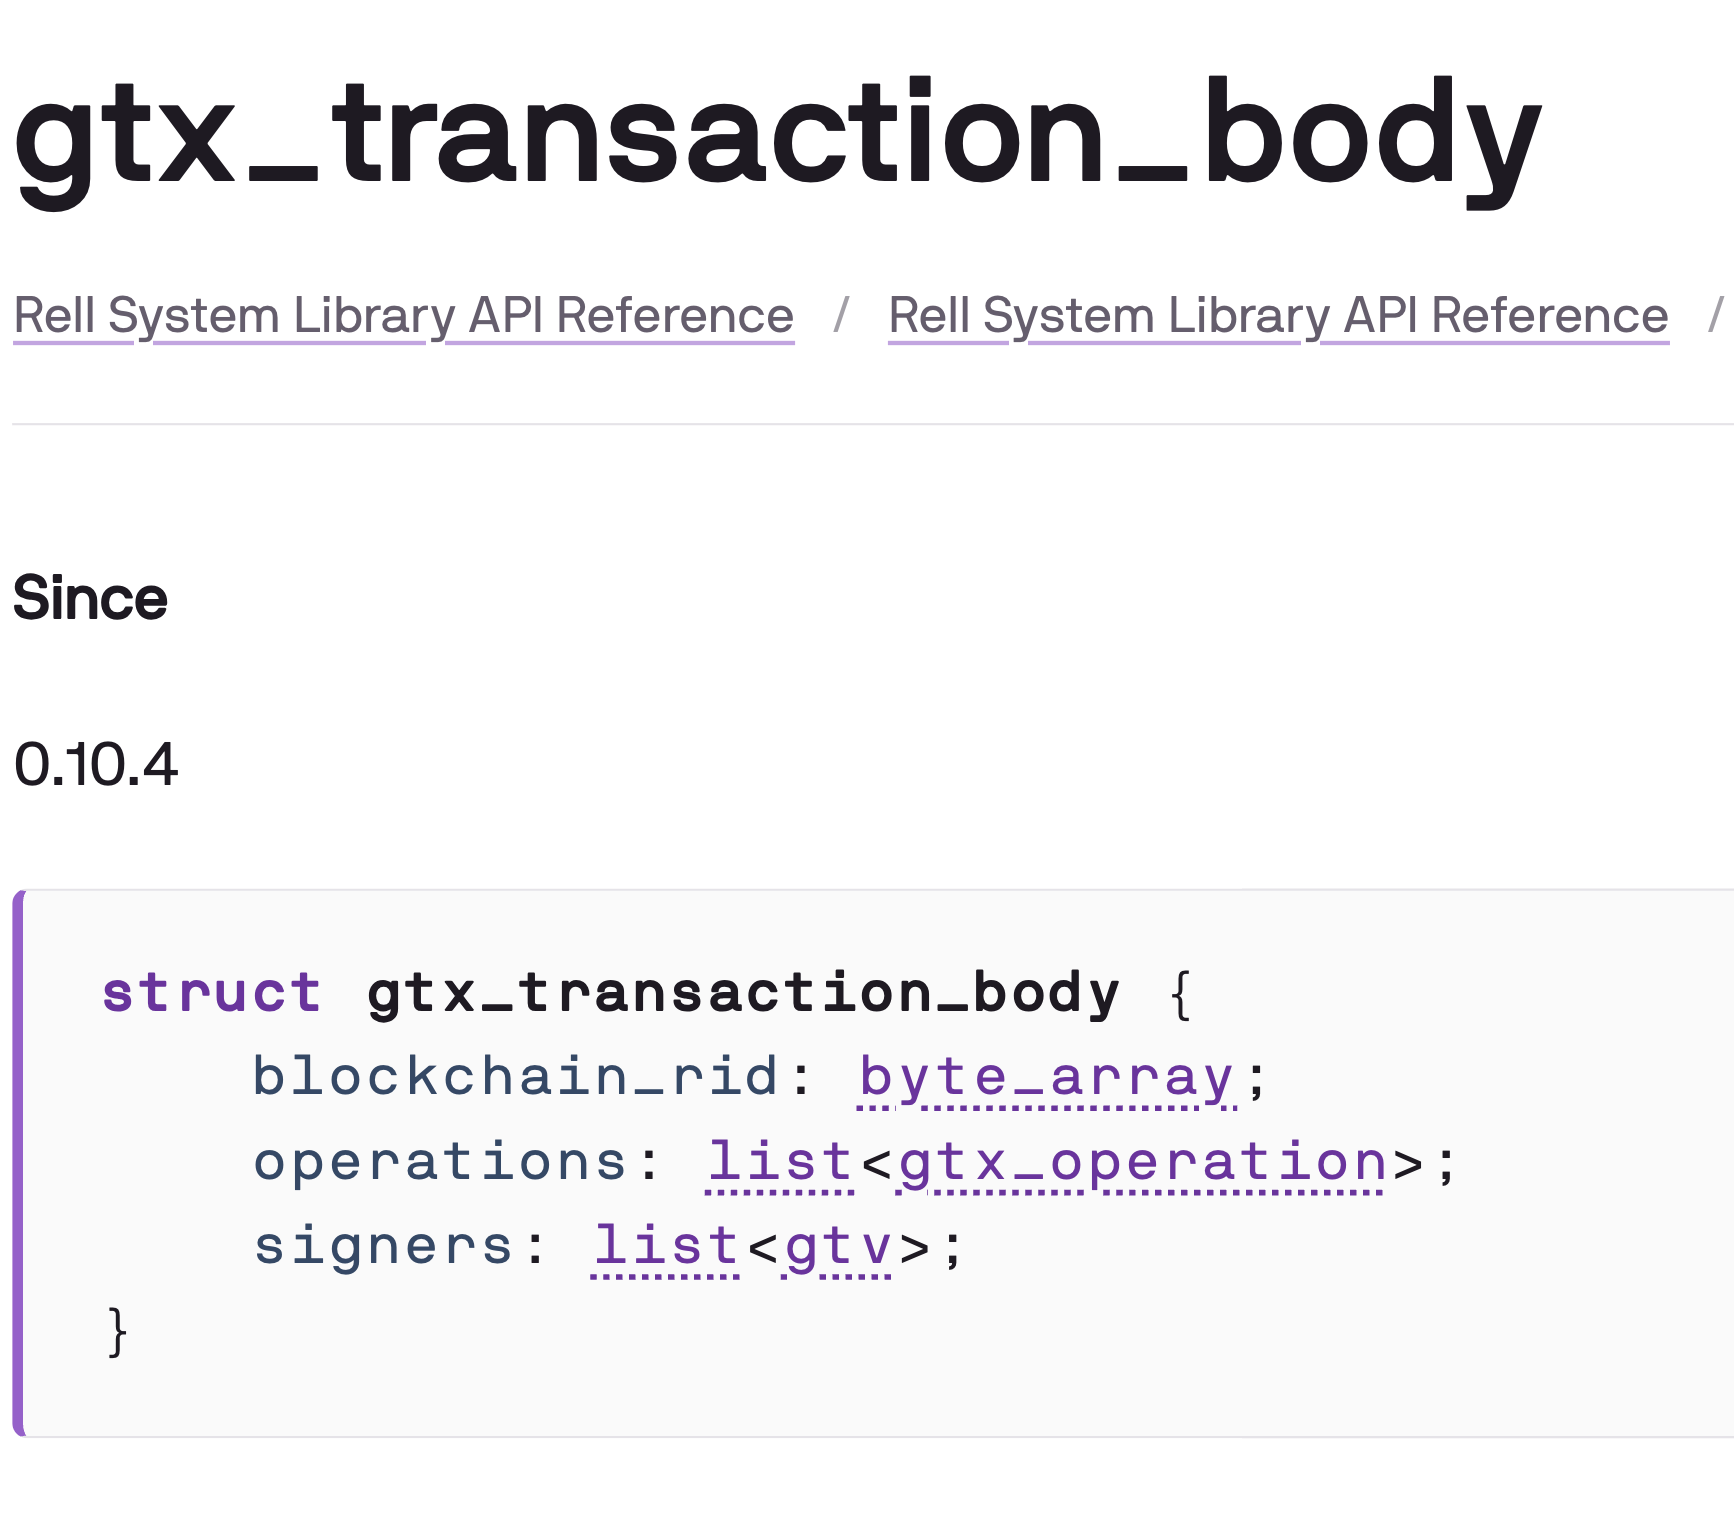 gtx_transaction_body
Rell System Library API Reference / Rell System Library API Reference /
Since
0.10.4
struct gtx_transaction_body {
    blockchain_rid: byte_array;
    operations: list<gtx_operation>;
    signers: list<gtv>;
}